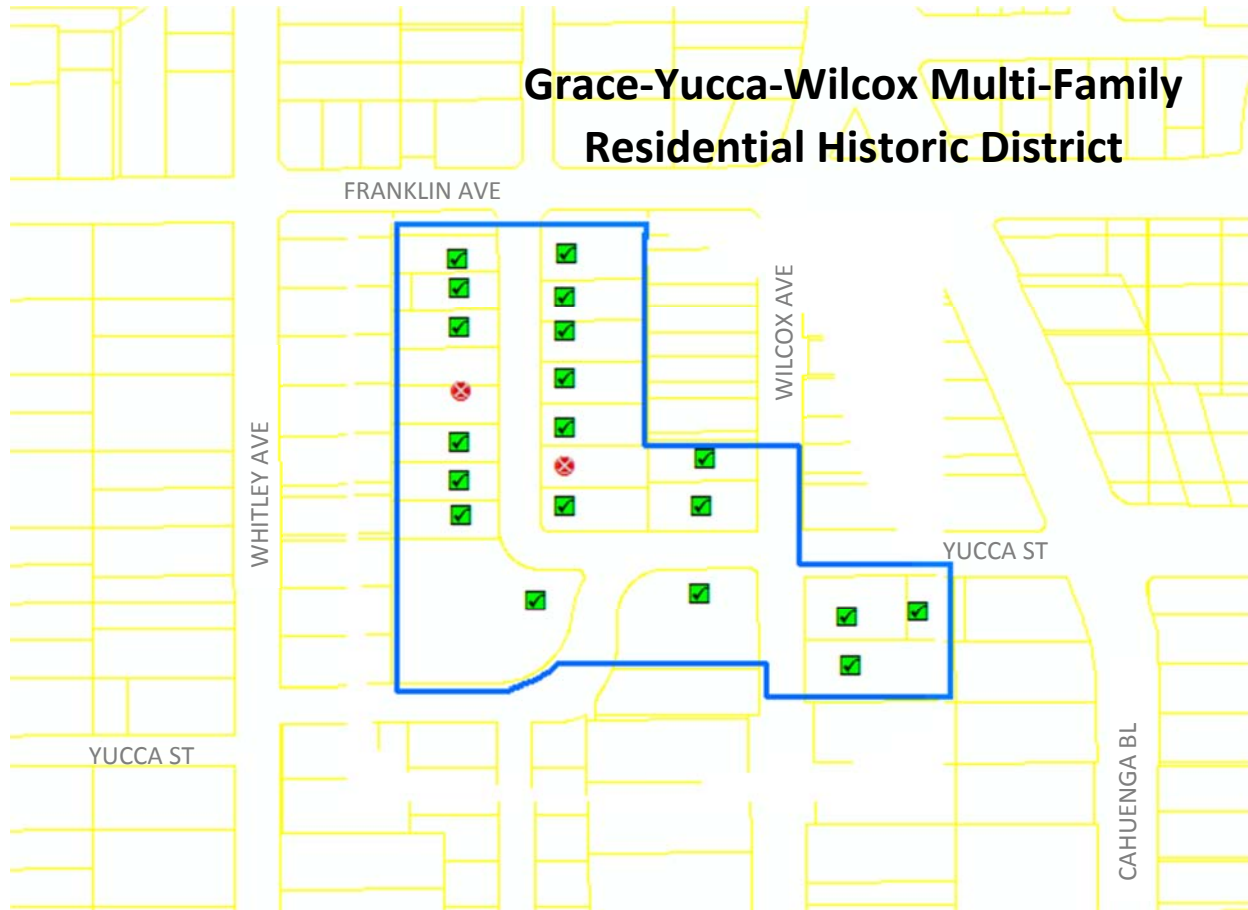 Grace-Yucca-Wilcox Multi-Family
Residential Historic District
FRANKLIN AVE
WILCOX AVE
WHITLEY AVE
YUCCA ST
YUCCA ST
CAHUENGA BL